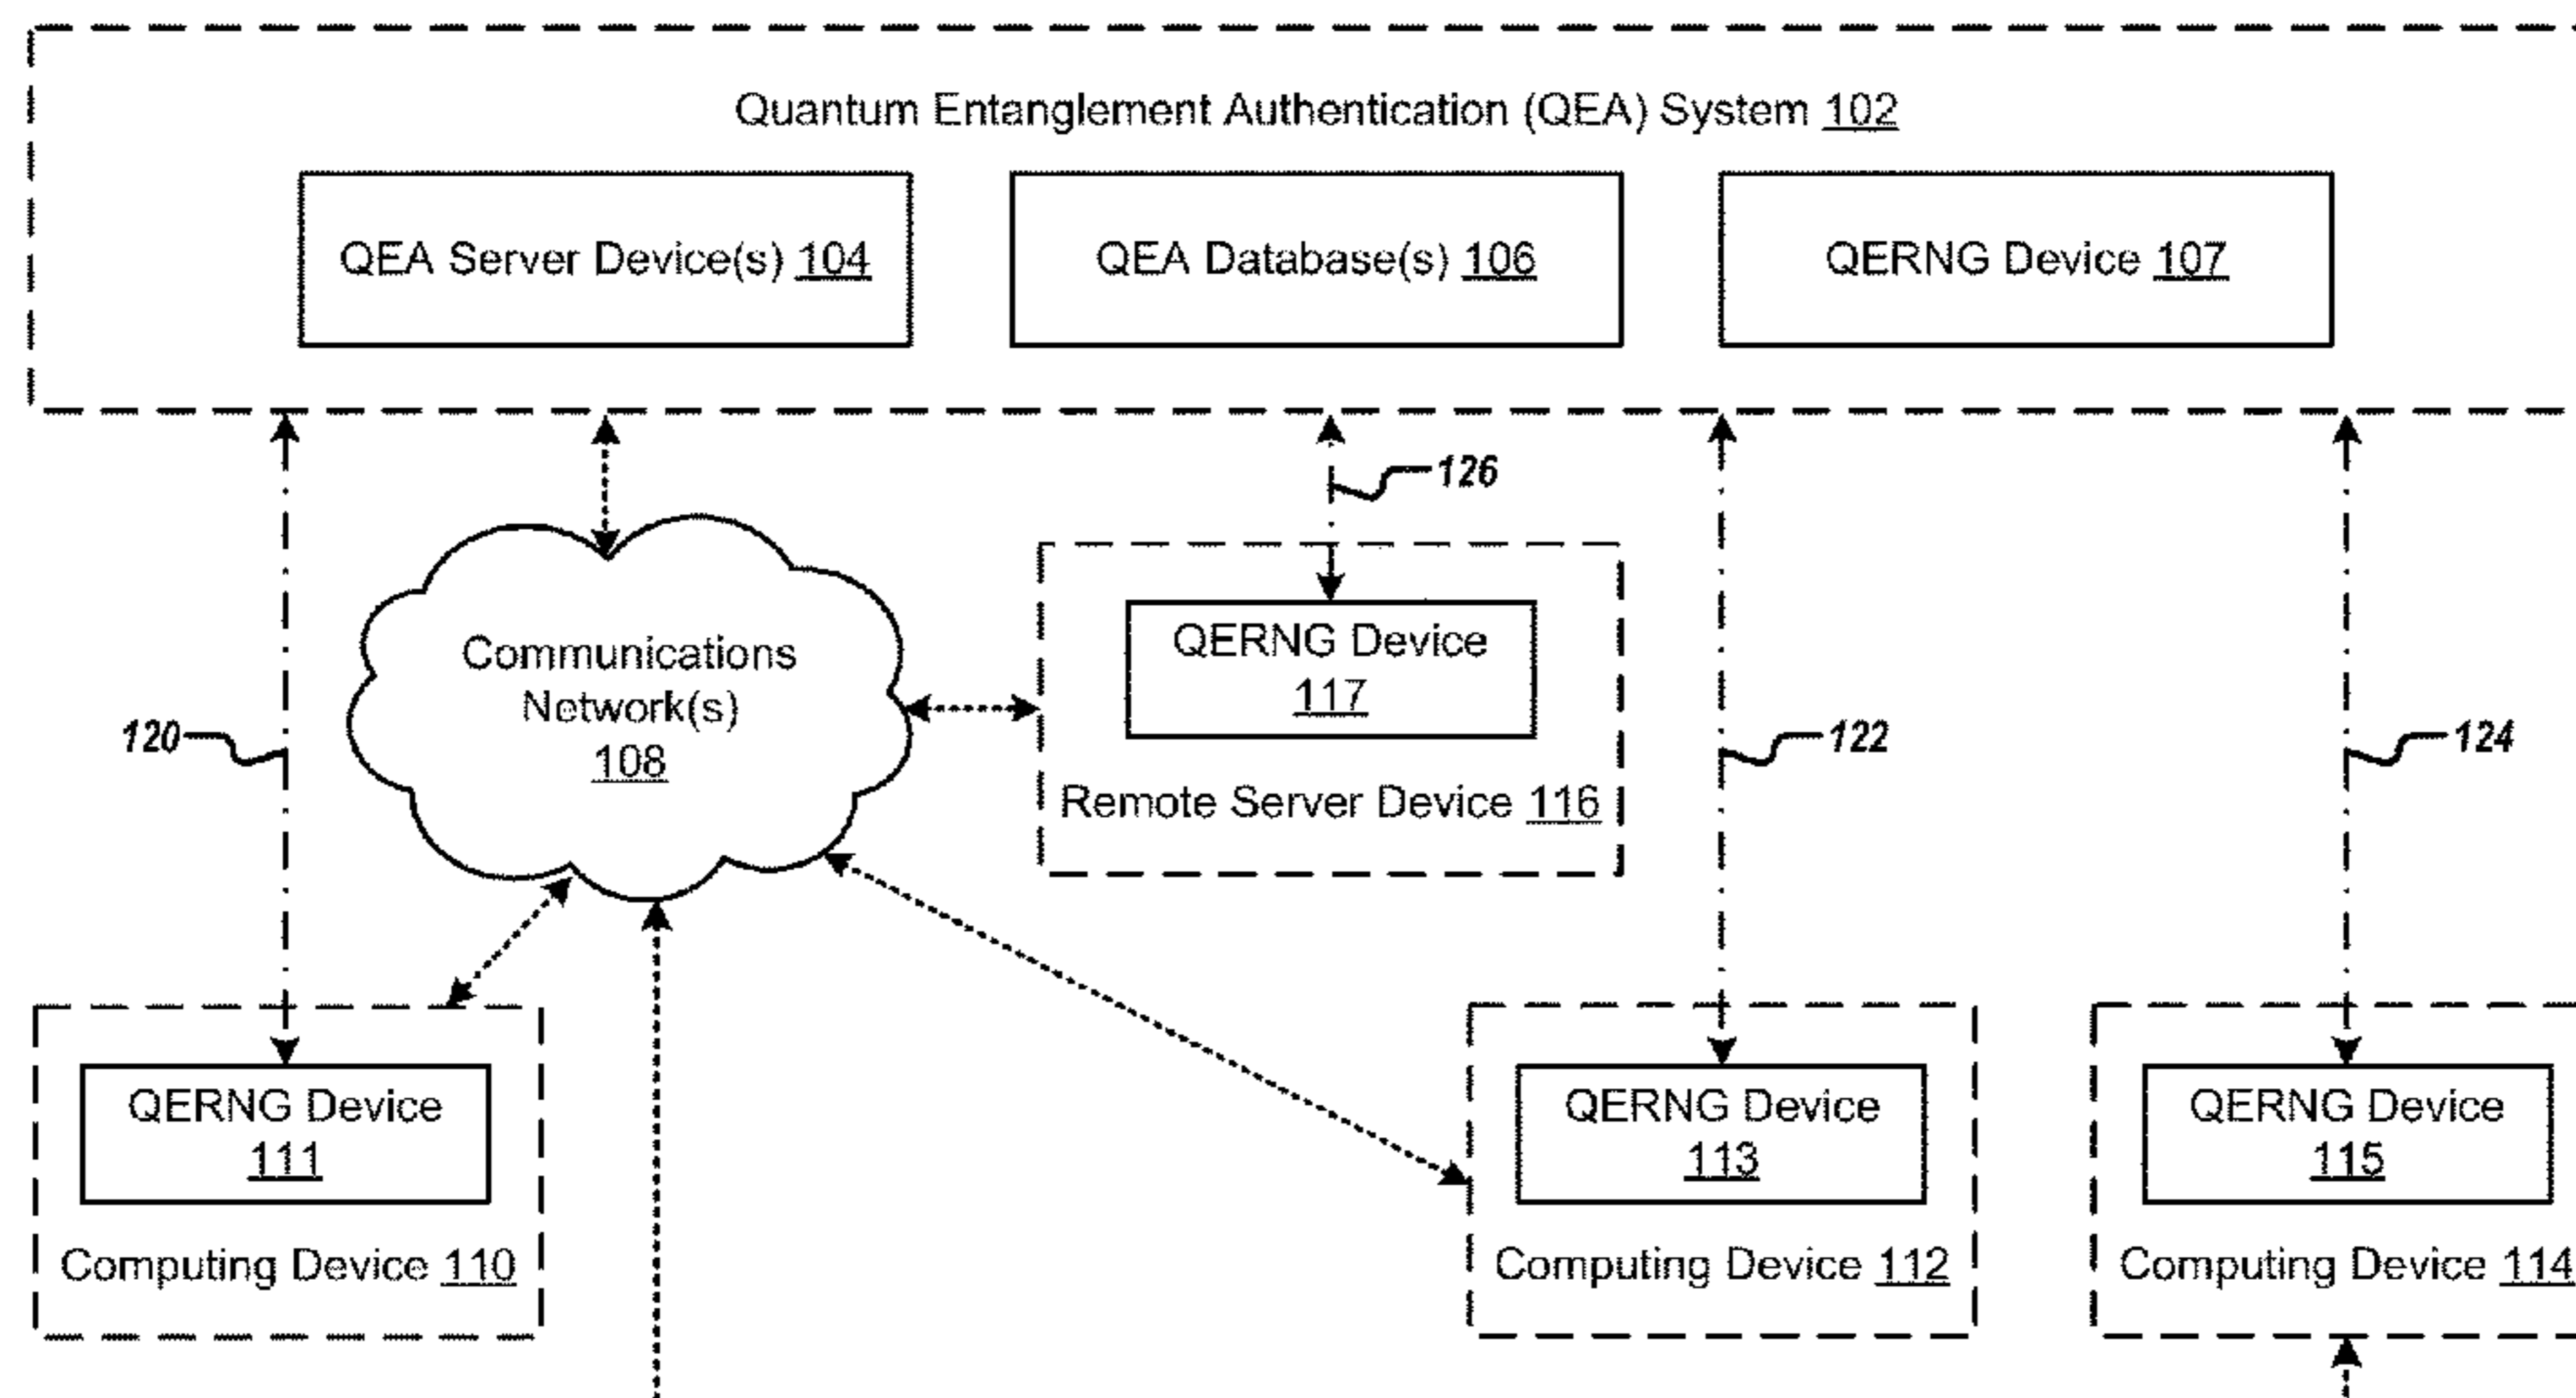 Quantum Entanglement Authentication (QEA) System 102
QEA Server Device(s) 104
QEA Database(s) 106
QERNG Device 107
126
Communications
Network(s)
108
QERNG Device
117
Remote Server Device 116
120
122
124
QERNG Device
111
Computing Device 110
QERNG Device
113
Computing Device 112
QERNG Device
115
Computing Device 114